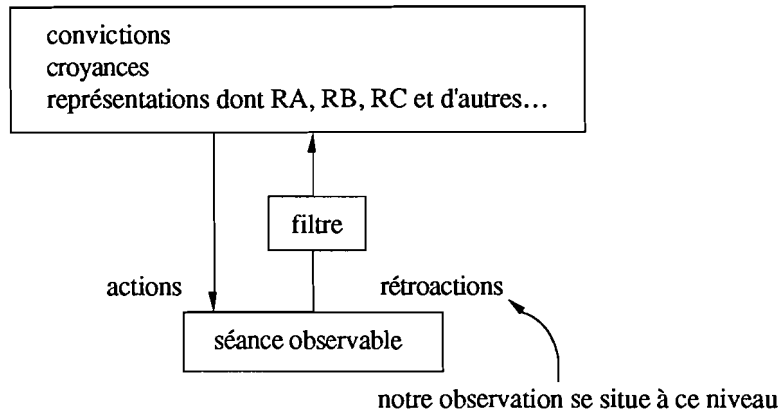 convictions
croyances
représentations dont RA, RB, RC et d'autres…
filtre
actions
rétroactions
séance observable
notre observation se situe à ce niveau